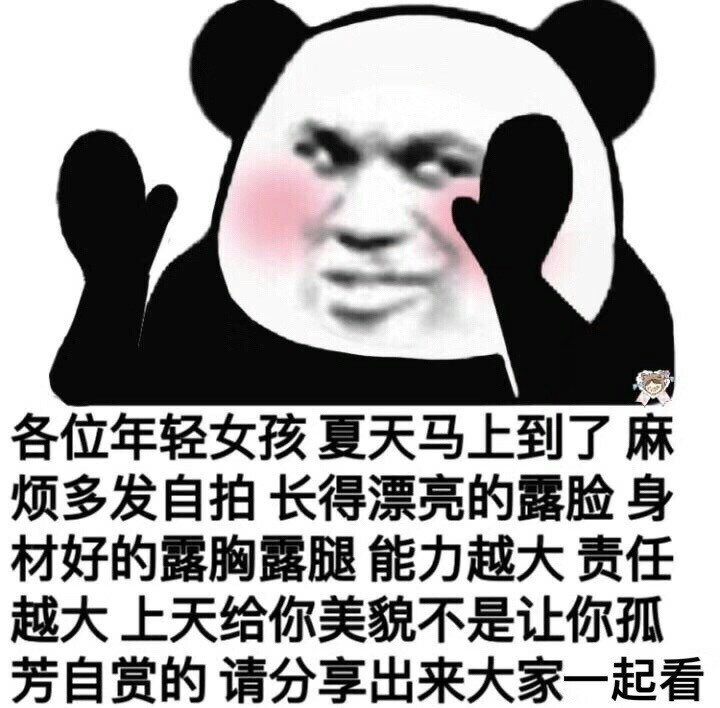 各位年轻女孩 夏天马上到了 麻
烦多发自拍 长得漂亮的露脸 身
材好的露胸露腿 能力越大 责任
越大 上天给你美貌不是让你孤
芳自赏的 请分享出来大家一起看